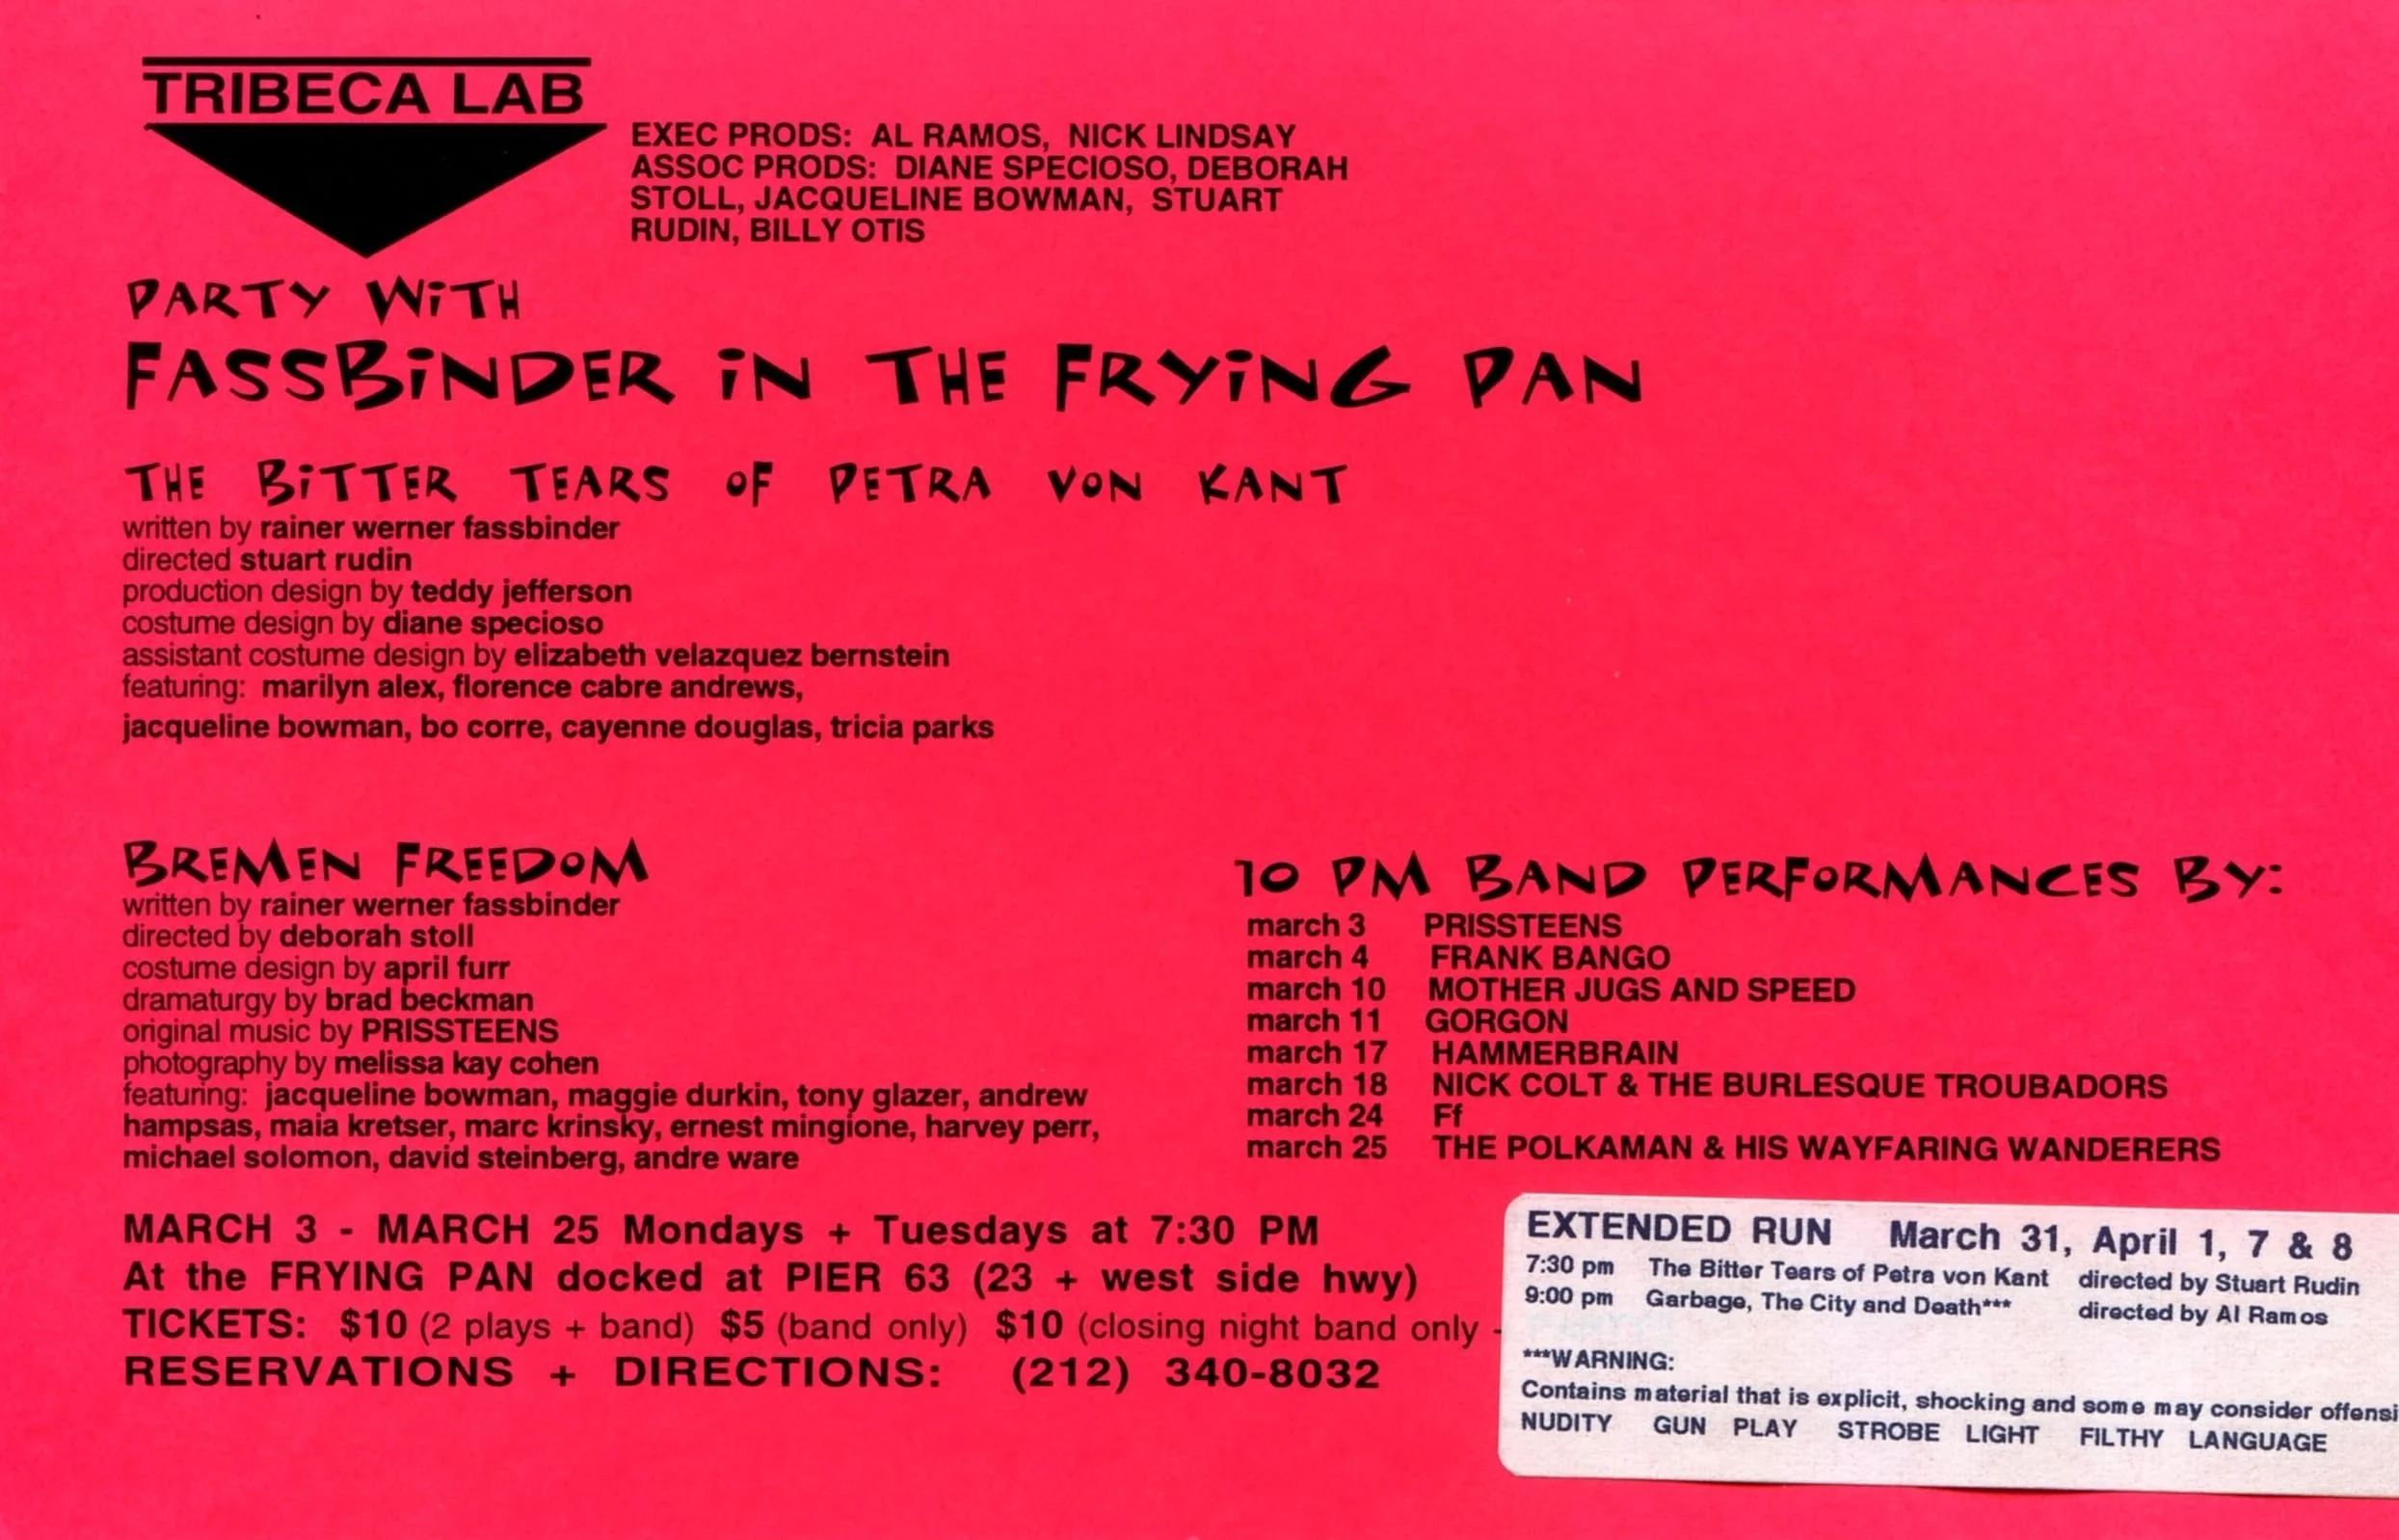 TRIBECA LAB
EXEC PRODS: AL RAMOS, NICK LINDSAY
ASSOC PRODS: DIANE SPECIOSO, DEBORAH
STOLL, JACQUELINE BOWMAN, STUART
RUDIN, BILLY OTIS
PARTY WiTH
FASSBiNDER iN THE FRYiNG PAN
THE BiTTER TEARS OF PETRA VON KANT
written by rainer werner fassbinder
directed stuart rudin
production design by teddy jefferson
costume design by diane specioso
assistant costume design by elizabeth velazquez bernstein
featuring: marilyn alex, florence cabre andrews,
jacqueline bowman, bo corre, cayenne douglas, tricia parks
BREMEN FREEDOM
written by rainer werner fassbinder
directed by deborah stoll
costume design by april furr
dramaturgy by brad beckman
original music by PRISSTEENS
photography by melissa kay cohen
featuring: jacqueline bowman, maggie durkin, tony glazer, andrew
hampsas, maia kretser, marc krinsky, ernest mingione, harvey perr,
michael solomon, david steinberg, andre ware
10 PM BAND PERFORMANCES BY:
march 3 PRISSTEENS
march 4 FRANK BANGO
march 10 MOTHER JUGS AND SPEED
march 11 GORGON
march 17 HAMMERBRAIN
march 18 NICK COLT & THE BURLESQUE TROUBADORS
march 24 Ff
march 25 THE POLKAMAN & HIS WAYFARING WANDERERS
MARCH 3 - MARCH 25 Mondays + Tuesdays at 7:30 PM
At the FRYING PAN docked at PIER 63 (23 + west side hwy)
TICKETS: $10 (2 plays + band) $5 (band only) $10 (closing night band only -
RESERVATIONS + DIRECTIONS: (212) 340-8032
EXTENDED RUN March 31, April 1, 7 & 8
7:30 pm The Bitter Tears of Petra von Kant directed by Stuart Rudin
9:00 pm Garbage, The City and Death*** directed by Al Ramos
***WARNING:
Contains material that is explicit, shocking and some may consider offensi
NUDITY GUN PLAY STROBE LIGHT FILTHY LANGUAGE